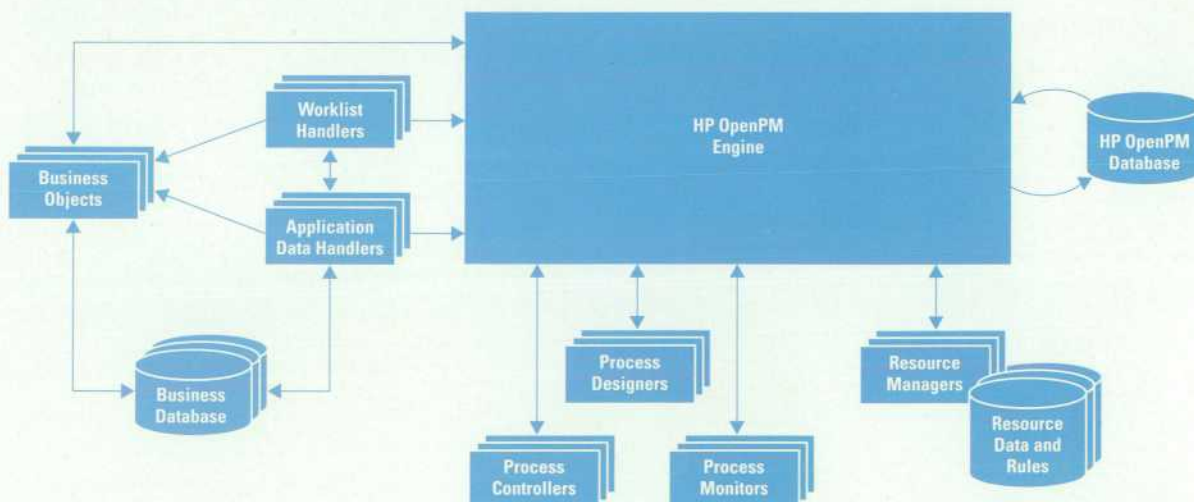 Worklist
Handlers
HP OpenPM
Engine
HP OpenPM
Database
Business
Objects
Application
Data Handlers
Business
Database
Process
Designers
Resource
Managers
Resource
Data and
Rules
Process
Controllers
Process
Monitors